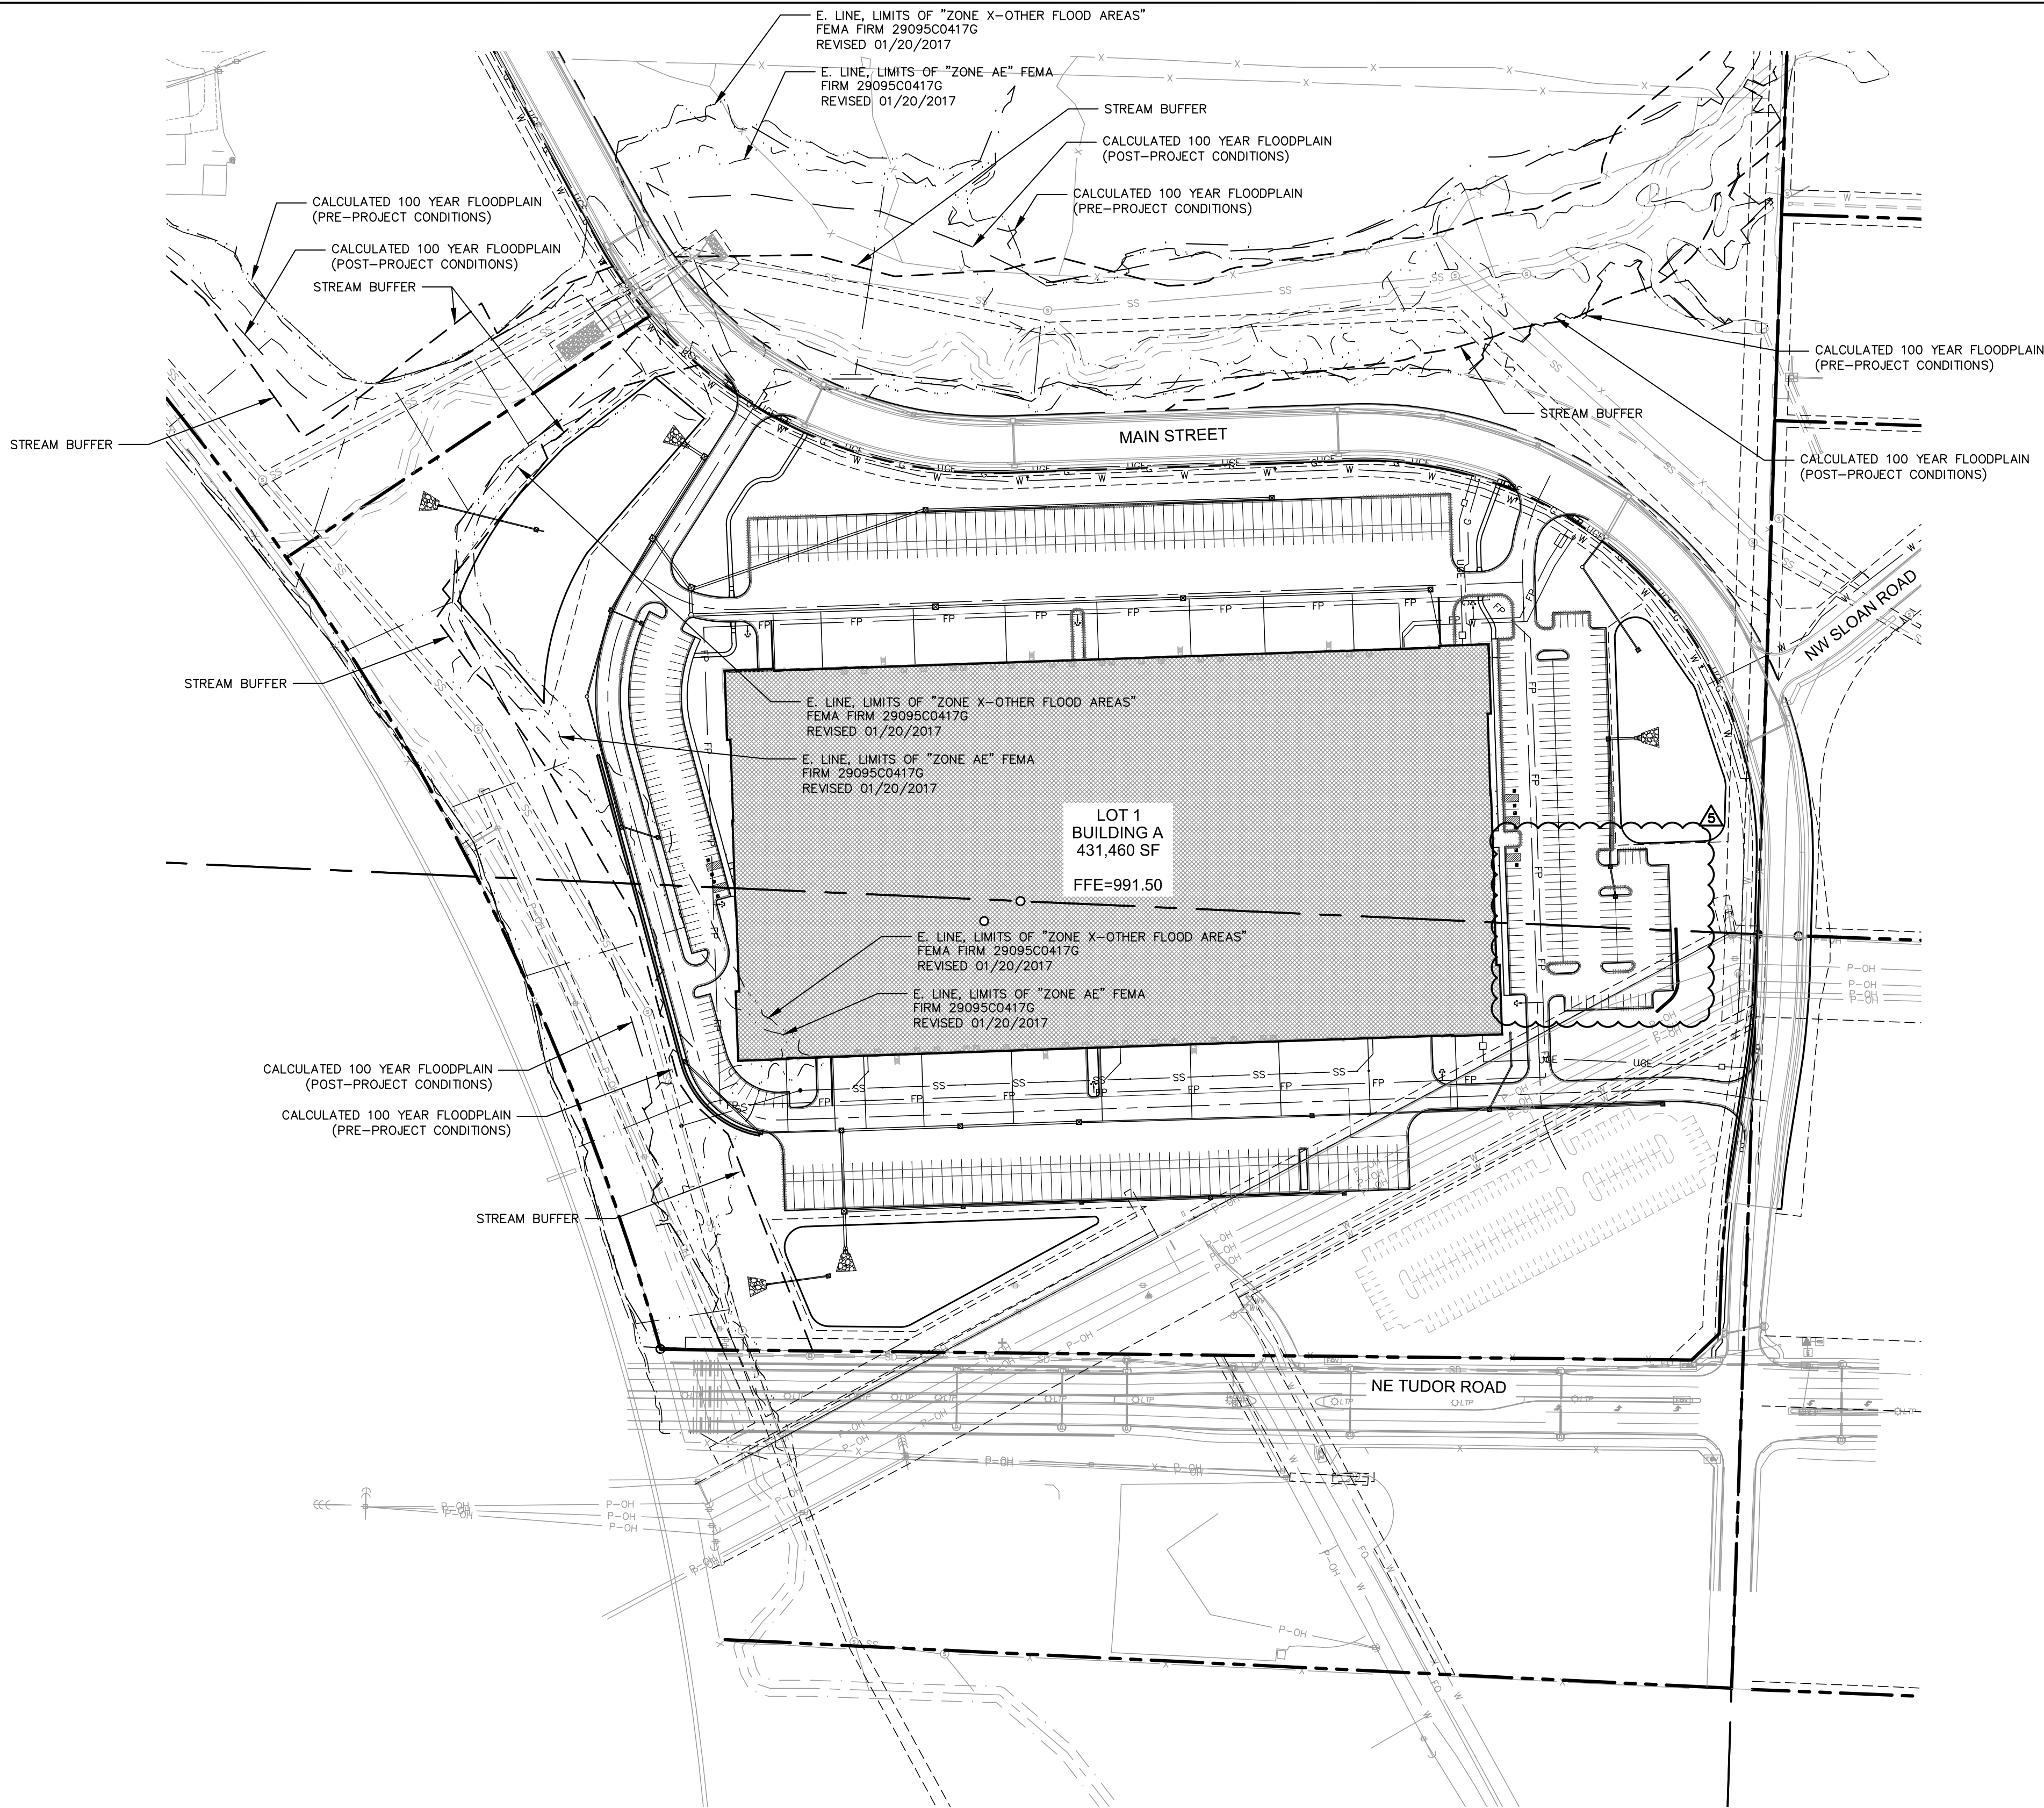 E. LINE, LIMITS OF "ZONE X-OTHER FLOOD AREAS"
FEMA FIRM 29095C0417G
REVISED 01/20/2017
E. LINE, LIMITS OF "ZONE AE" FEMA
FIRM 29095C0417G
REVISED 01/20/2017
STREAM BUFFER
CALCULATED 100 YEAR FLOODPLAIN
(POST-PROJECT CONDITIONS)
CALCULATED 100 YEAR FLOODPLAIN
(PRE-PROJECT CONDITIONS)
CALCULATED 100 YEAR FLOODPLAIN
(PRE-PROJECT CONDITIONS)
CALCULATED 100 YEAR FLOODPLAIN
(POST-PROJECT CONDITIONS)
STREAM BUFFER
CALCULATED 100 YEAR FLOODPLAIN
(PRE-PROJECT CONDITIONS)
STREAM BUFFER
STREAM BUFFER
MAIN STREET
CALCULATED 100 YEAR FLOODPLAIN
(POST-PROJECT CONDITIONS)
NW SLOAN ROAD
STREAM BUFFER
E. LINE, LIMITS OF "ZONE X-OTHER FLOOD AREAS"
FEMA FIRM 29095C0417G
REVISED 01/20/2017
E. LINE, LIMITS OF "ZONE AE" FEMA
FIRM 29095C0417G
REVISED 01/20/2017
LOT 1
BUILDING A
431,460 SF
FFE=991.50
5
E. LINE, LIMITS OF "ZONE X-OTHER FLOOD AREAS"
FEMA FIRM 29095C0417G
REVISED 01/20/2017
E. LINE, LIMITS OF "ZONE AE" FEMA
FIRM 29095C0417G
REVISED 01/20/2017
CALCULATED 100 YEAR FLOODPLAIN
(POST-PROJECT CONDITIONS)
CALCULATED 100 YEAR FLOODPLAIN
(PRE-PROJECT CONDITIONS)
STREAM BUFFER
NE TUDOR ROAD
P-OH
P-OH
P-OH
P-OH